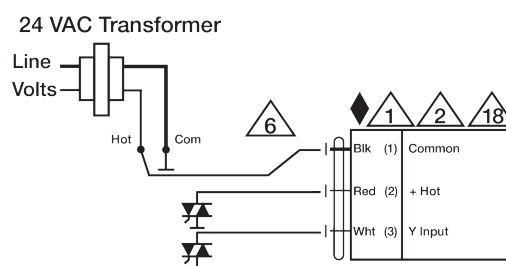 24 VAC Transformer
Line
Volts
Hot
Com
6
1
2
18
Blk (1) Common
Red (2) + Hot
Wht (3) Y Input